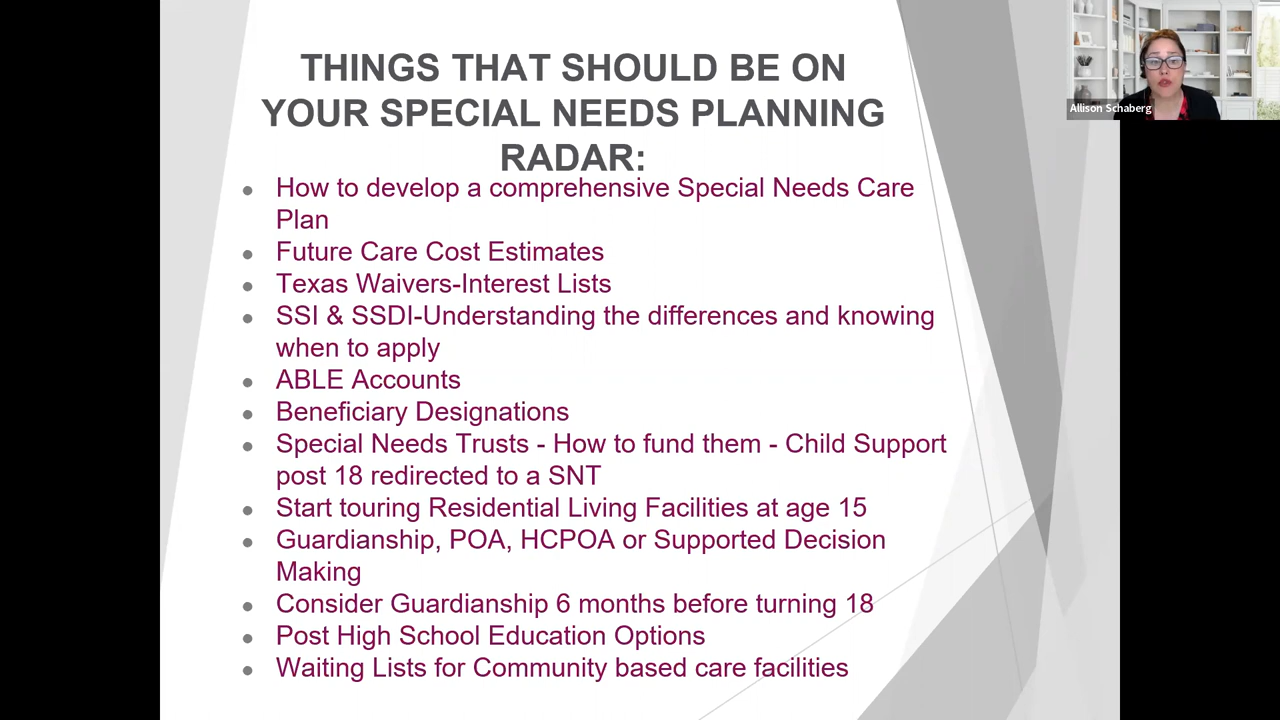 THINGS THAT SHOULD BE ON
YOUR SPECIAL NEEDS PLANNING
RADAR:
How to develop a comprehensive Special Needs Care
Plan
Future Care Cost Estimates
Texas Waivers-Interest Lists
SSI & SSDI-Understanding the differences and knowing
when to apply
ABLE Accounts
Beneficiary Designations
Special Needs Trusts - How to fund them - Child Support
post 18 redirected to a SNT
Start touring Residential Living Facilities at age 15
Guardianship, POA, HCPOA or Supported Decision
Making
Consider Guardianship 6 months before turning 18
Post High School Education Options
Waiting Lists for Community based care facilities
Allison Schaberg